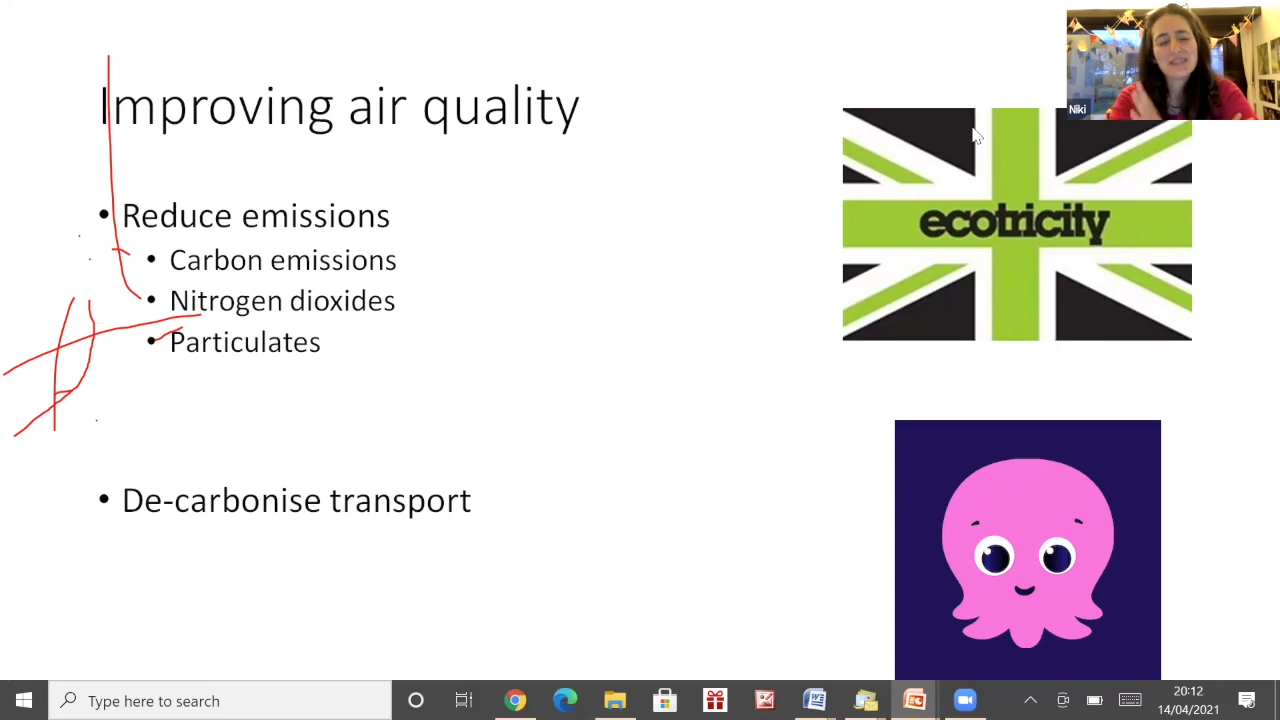 Improving air quality
Niki
• Reduce emissions
• Carbon emissions
• Nitrogen dioxides
• Particulates
ecotricity
• De-carbonise transport
Type here to search
20:12
14/04/2021